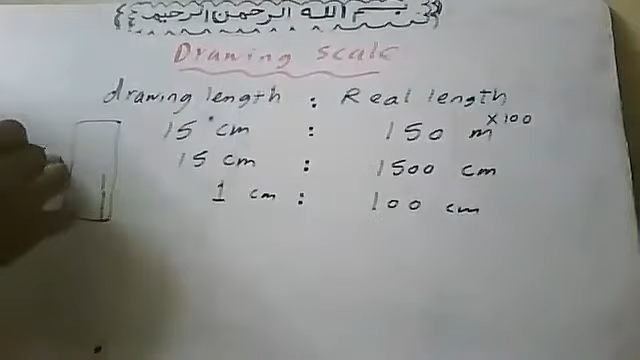 بسم الله الرحمن الرحيم
Drawing scale
drawing length : Real length
15 cm : 150 m ×100
15 cm : 1500 cm
1 cm : 100 cm